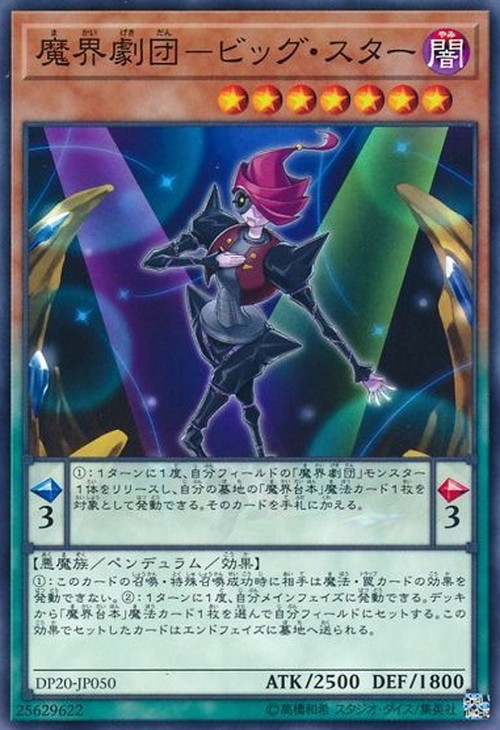 魔界劇団－ビッグ・スター
闇
3
①：1ターンに1度、自分フィールドの「魔界劇団」モンスター
1体をリリースし、自分の墓地の「魔界台本」魔法カード1枚を
対象として発動できる。そのカードを手札に加える。
3
【悪魔族／ペンデュラム／効果】
①：このカードの召喚・特殊召喚成功時に相手は魔法・罠カードの効果を
発動できない。②：1ターンに1度、自分メインフェイズに発動できる。デッキ
から「魔界台本」魔法カード1枚を選んで自分フィールドにセットする。この
効果でセットしたカードはエンドフェイズに墓地へ送られる。
DP20-JP050
ATK/2500 DEF/1800
25629622
©高橋和希 スタジオ・ダイス/集英社